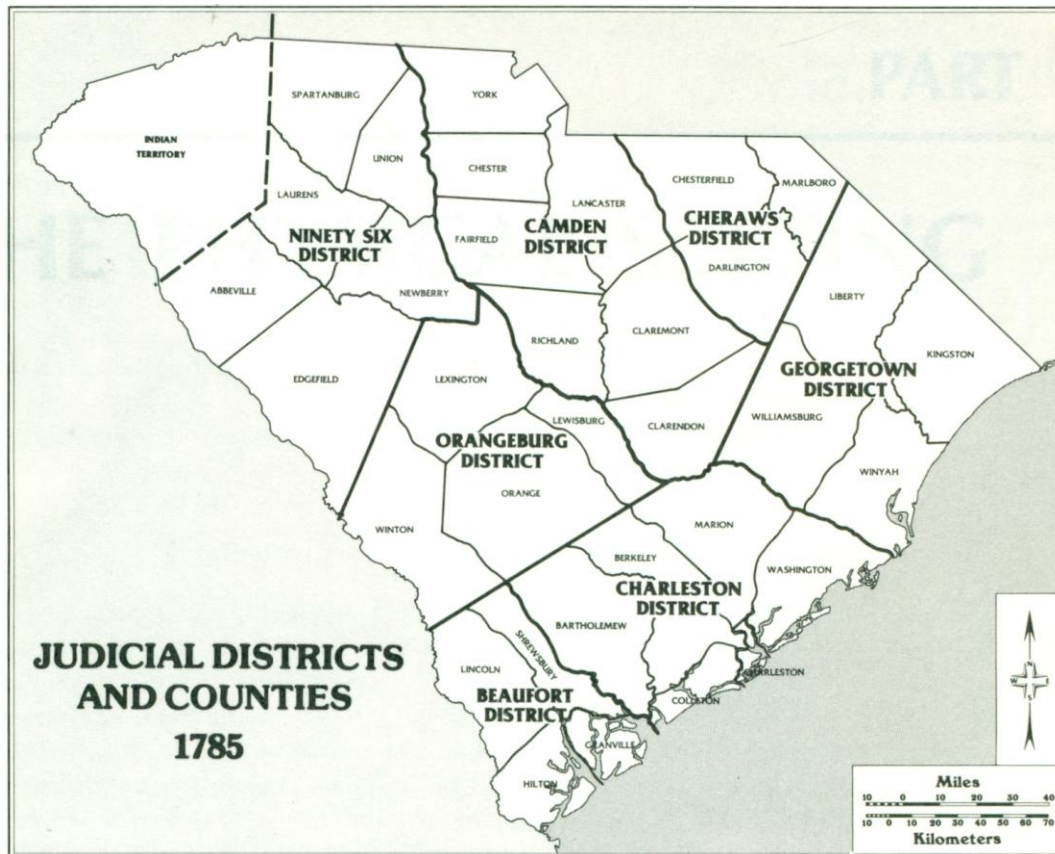 PART
SPARTANBURG
YORK
INDIAN
TERRITORY
UNION
CHESTER
CHESTERFIELD
MARLBORO
LAURENS
LANCASTER
NINETY SIX
DISTRICT
FAIRFIELD
CAMDEN
DISTRICT
CHERAWS
DISTRICT
DARLINGTON
ABBEVILLE
NEWBERRY
LIBERTY
RICHLAND
CLAREMONT
KINGSTON
EDGEFIELD
LEXINGTON
GEORGETOWN
DISTRICT
LEWISBURG
CLARENDON
WILLIAMSBURG
ORANGEBURG
DISTRICT
WINYAH
ORANGE
WINTON
MARION
BERKELEY
WASHINGTON
CHARLESTON
DISTRICT
BARTHOLEMEW
SHREWSBURY
LINCOLN
CHARLESTON
BEAUFORT
DISTRICT
COLLETON
GRANVILLE
HILTON
JUDICIAL DISTRICTS
AND COUNTIES
1785
N
W E
S
Miles
10 0 10 20 30 40
10 0 10 20 30 40 50 60 70
Kilometers